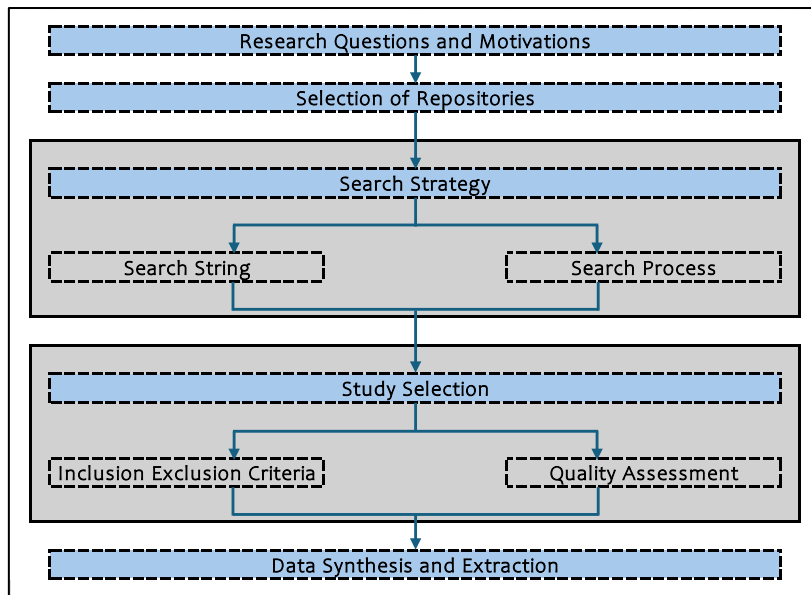 Research Questions and Motivations
Selection of Repositories
Search Strategy
Search String
Search Process
Study Selection
Inclusion Exclusion Criteria
Quality Assessment
Data Synthesis and Extraction